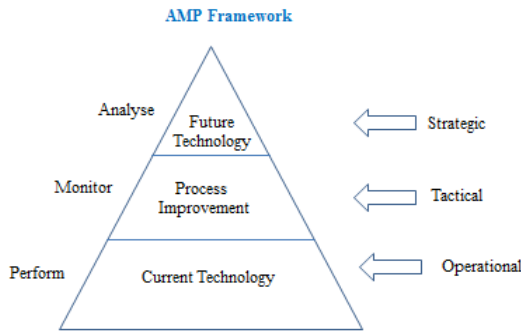 AMP Framework
Analyse
Future
Technology
Strategic
Monitor
Process
Improvement
Tactical
Perform
Current Technology
Operational